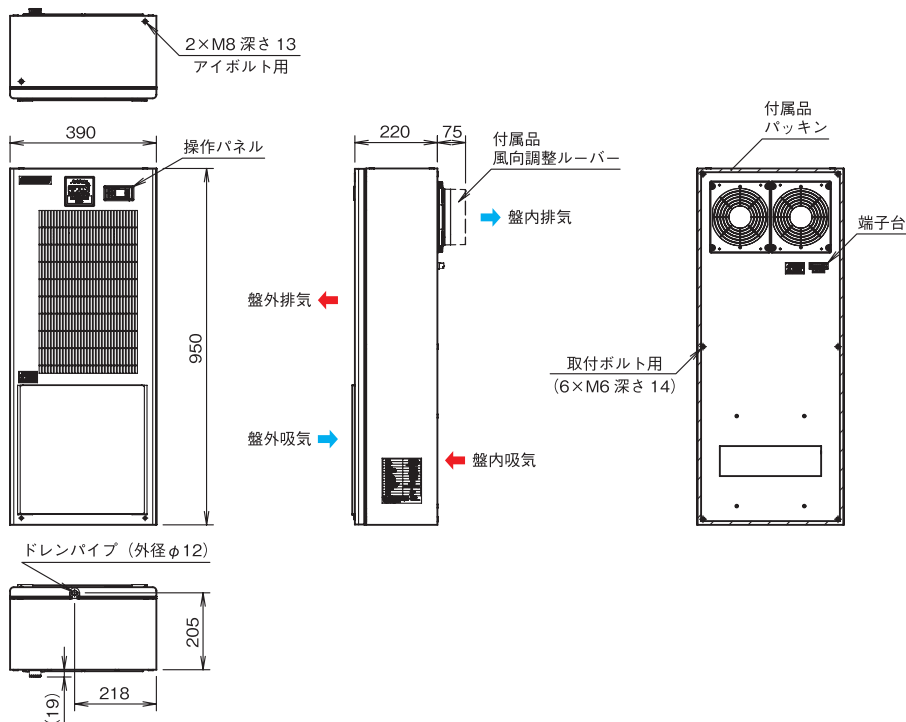 2×M8 深さ 13
アイボルト用
390
操作パネル
950
220
75
付属品
風向調整ルーバー
盤内排気
盤外排気
盤外吸気
盤内吸気
付属品
パッキン
端子台
取付ボルト用
(6×M6 深さ 14)
ドレンパイプ (外径φ12)
205
218
(19)